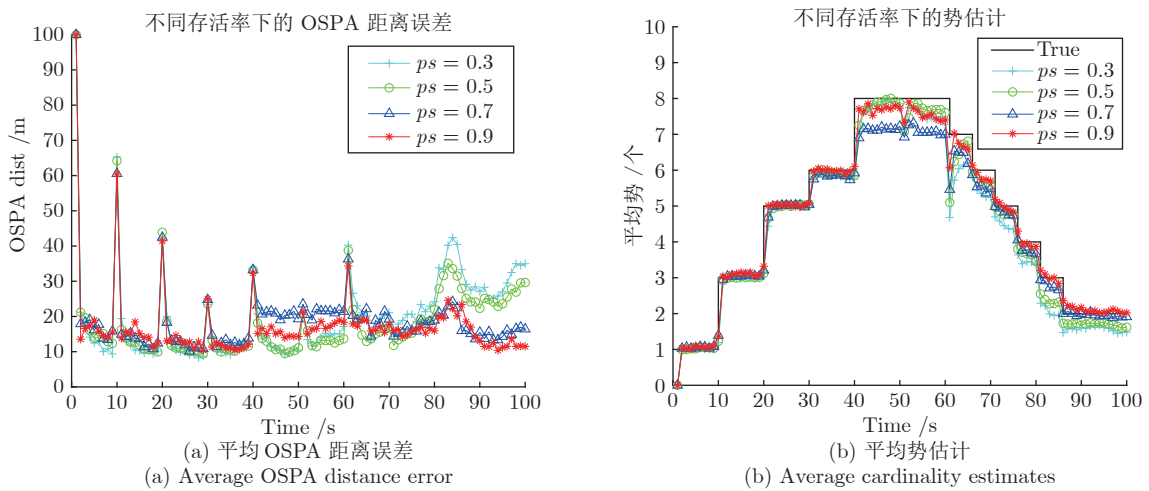 不同存活率下的 OSPA 距离误差
OSPA dist /m
100
90
80
70
60
50
40
30
20
10
0
ps = 0.3
ps = 0.5
ps = 0.7
ps = 0.9
0 10 20 30 40 50 60 70 80 90 100
Time /s
(a) 平均 OSPA 距离误差
(a) Average OSPA distance error
不同存活率下的势估计
平均势 /个
10
9
8
7
6
5
4
3
2
1
0
True
ps = 0.3
ps = 0.5
ps = 0.7
ps = 0.9
0 10 20 30 40 50 60 70 80 90 100
Time /s
(b) 平均势估计
(b) Average cardinality estimates